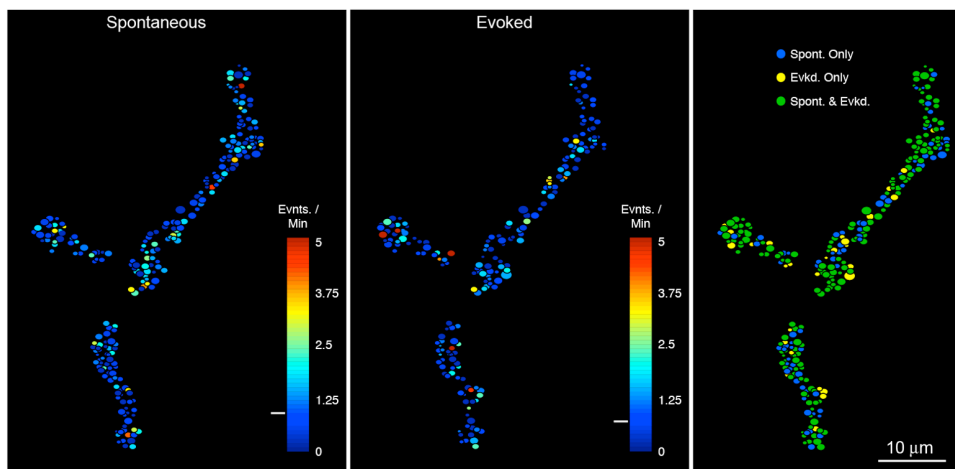 Spontaneous
Evnts. /
Min
5
3.75
2.5
1.25
0
Evoked
Evnts. /
Min
5
3.75
2.5
1.25
0
Spont. Only
Evkd. Only
Spont. & Evkd.
10 μm